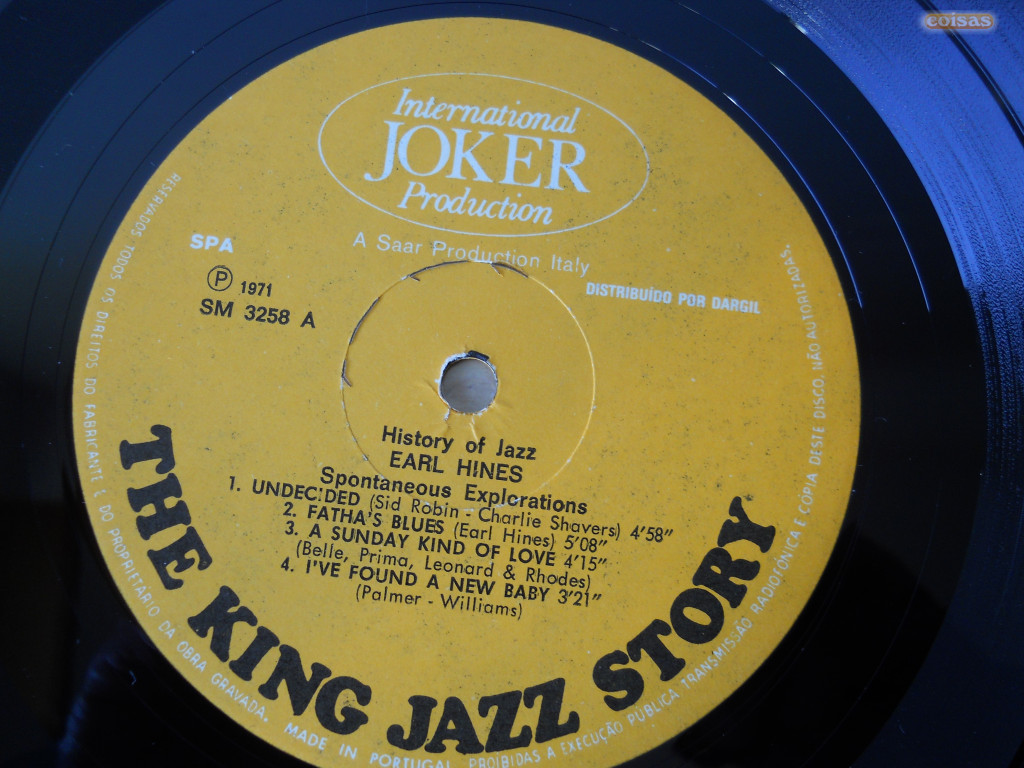 coisas
International
JOKER
Production
A Saar Production Italy
SPA
Ⓟ 1971
SM 3258 A
DISTRIBUÍDO POR DARGIL
History of Jazz
EARL HINES
Spontaneous Explorations
1. UNDECIDED (Sid Robin - Charlie Shavers) 4'58"
2. FATHA'S BLUES (Earl Hines) 5'08"
3. A SUNDAY KIND OF LOVE 4'15"
(Belle, Prima, Leonard & Rhodes)
4. I'VE FOUND A NEW BABY 3'21"
(Palmer - Williams)
THE KING JAZZ STORY
RESERVADOS TODOS OS DIREITOS DO FABRICANTE E DO PROPRIETÁRIO DA OBRA GRAVADA. MADE IN PORTUGAL PROIBIDAS A EXECUÇÃO PÚBLICA TRANSMISSÃO RADIOFÓNICA E CÓPIA DESTE DISCO, NÃO AUTORIZADAS.